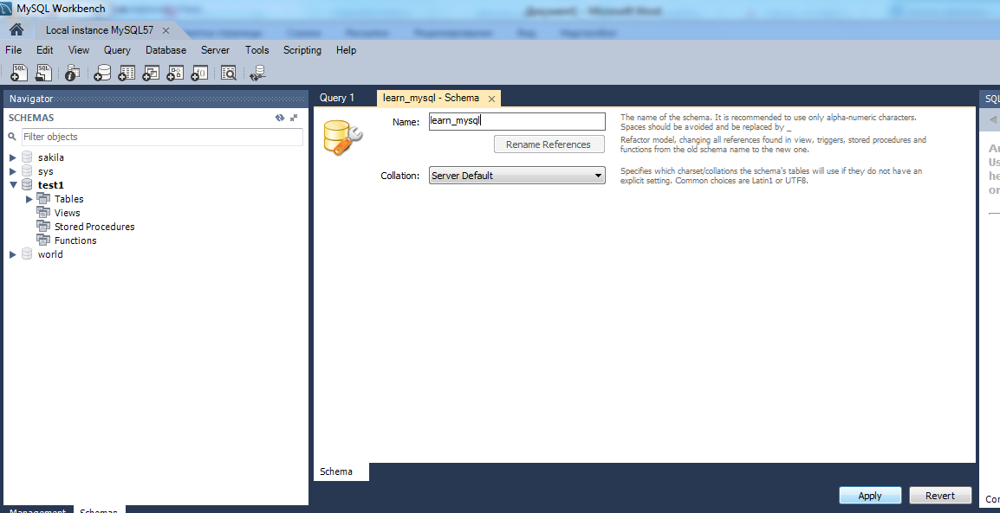 MySQL Workbench
Документ1 - Microsoft Word
Local instance MySQL57
File Edit View Query Database Server Tools Scripting Help
Navigator
SCHEMAS
Filter objects
sakila
sys
test1
Tables
Views
Stored Procedures
Functions
world
Management Schemas
Query 1 learn_mysql - Schema
Name: learn_mysql
The name of the schema. It is recommended to use only alpha-numeric characters.
Spaces should be avoided and be replaced by _
Rename References
Refactor model, changing all references found in view, triggers, stored procedures and
functions from the old schema name to the new one.
Collation: Server Default
Specifies which charset/collations the schema's tables will use if they do not have an
explicit setting. Common choices are Latin1 or UTF8.
Schema
Apply Revert
SQL
Au
Us
he
or
Cor